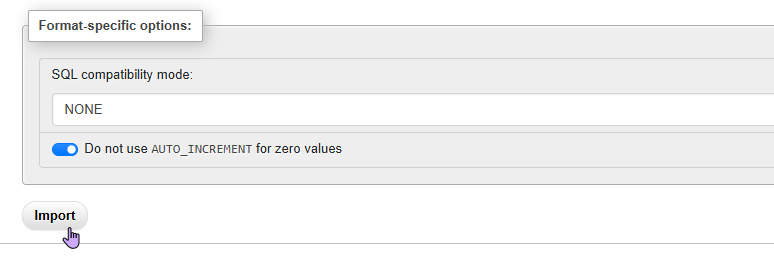 Format-specific options:
SQL compatibility mode:
NONE
Do not use AUTO_INCREMENT for zero values
Import